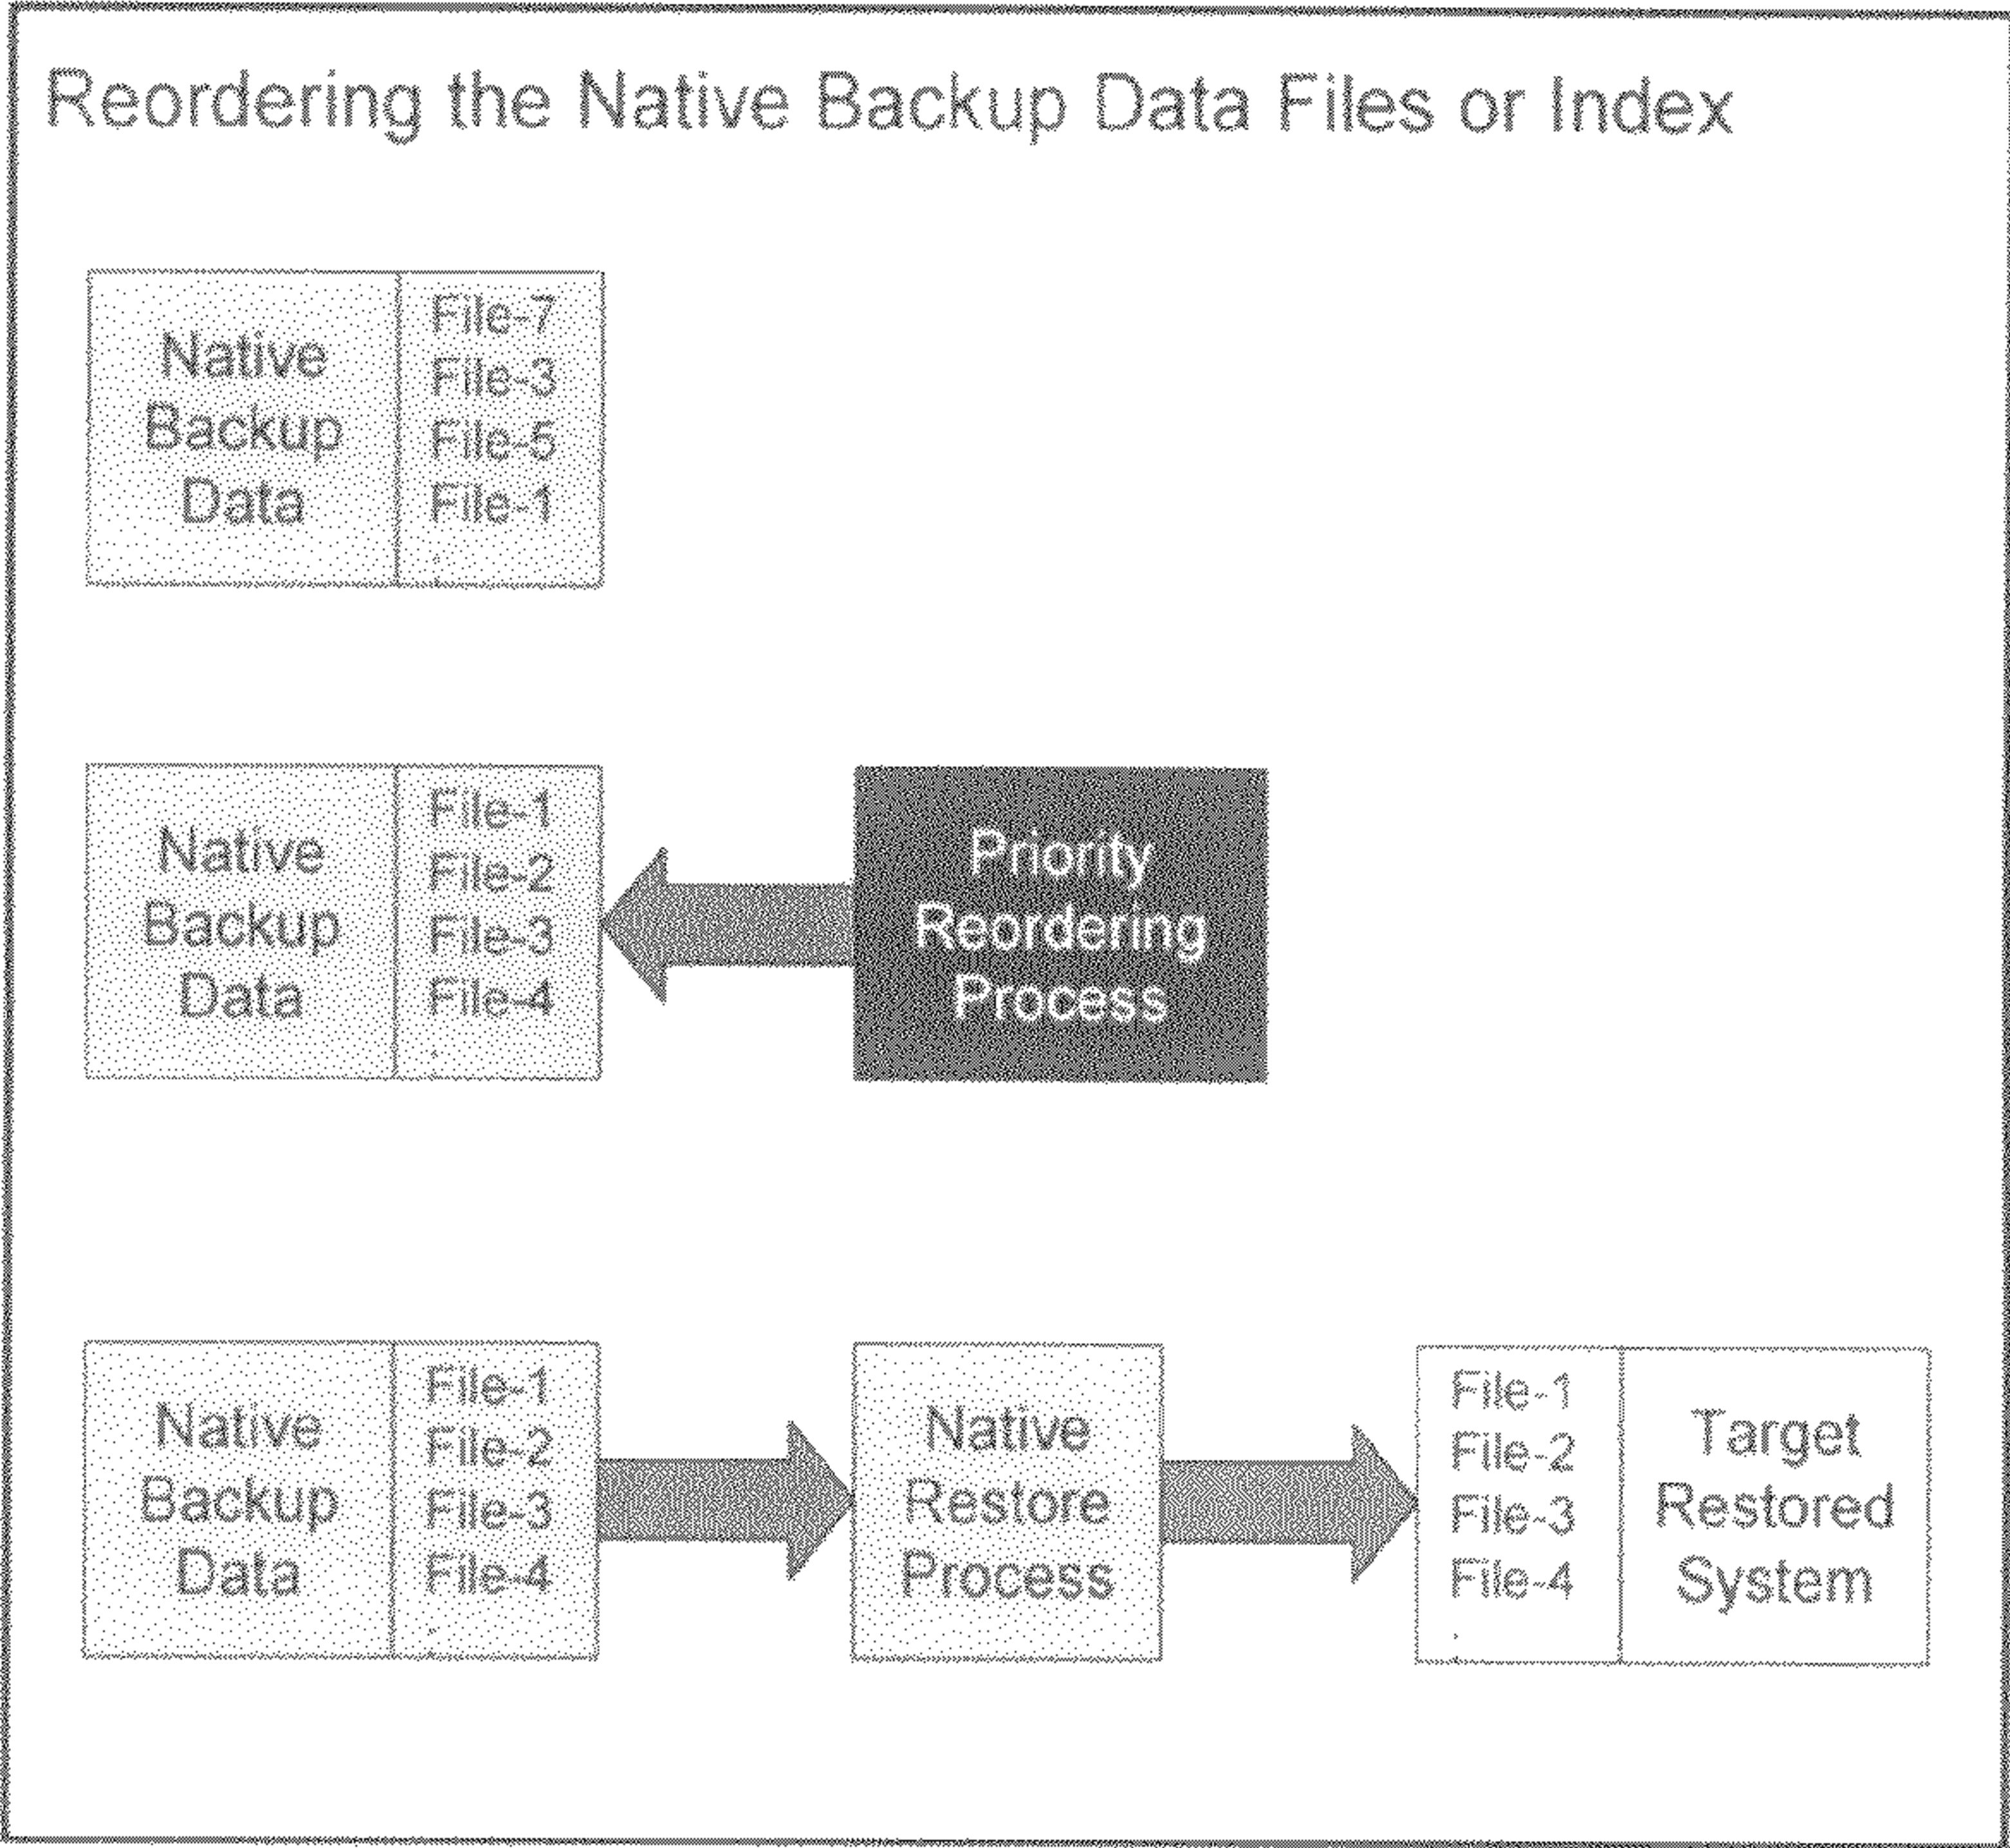 Reordering the Native Backup Data Files or Index
Native
Backup
Data
File-7
File-3
File-5
File-1
.
.
Native
Backup
Data
File-1
File-2
File-3
File-4
.
Priority
Reordering
Process
Native
Backup
Data
File-1
File-2
File-3
File-4
.
.
Native
Restore
Process
File-1
File-2
File-3
File-4
.
.
Target
Restored
System